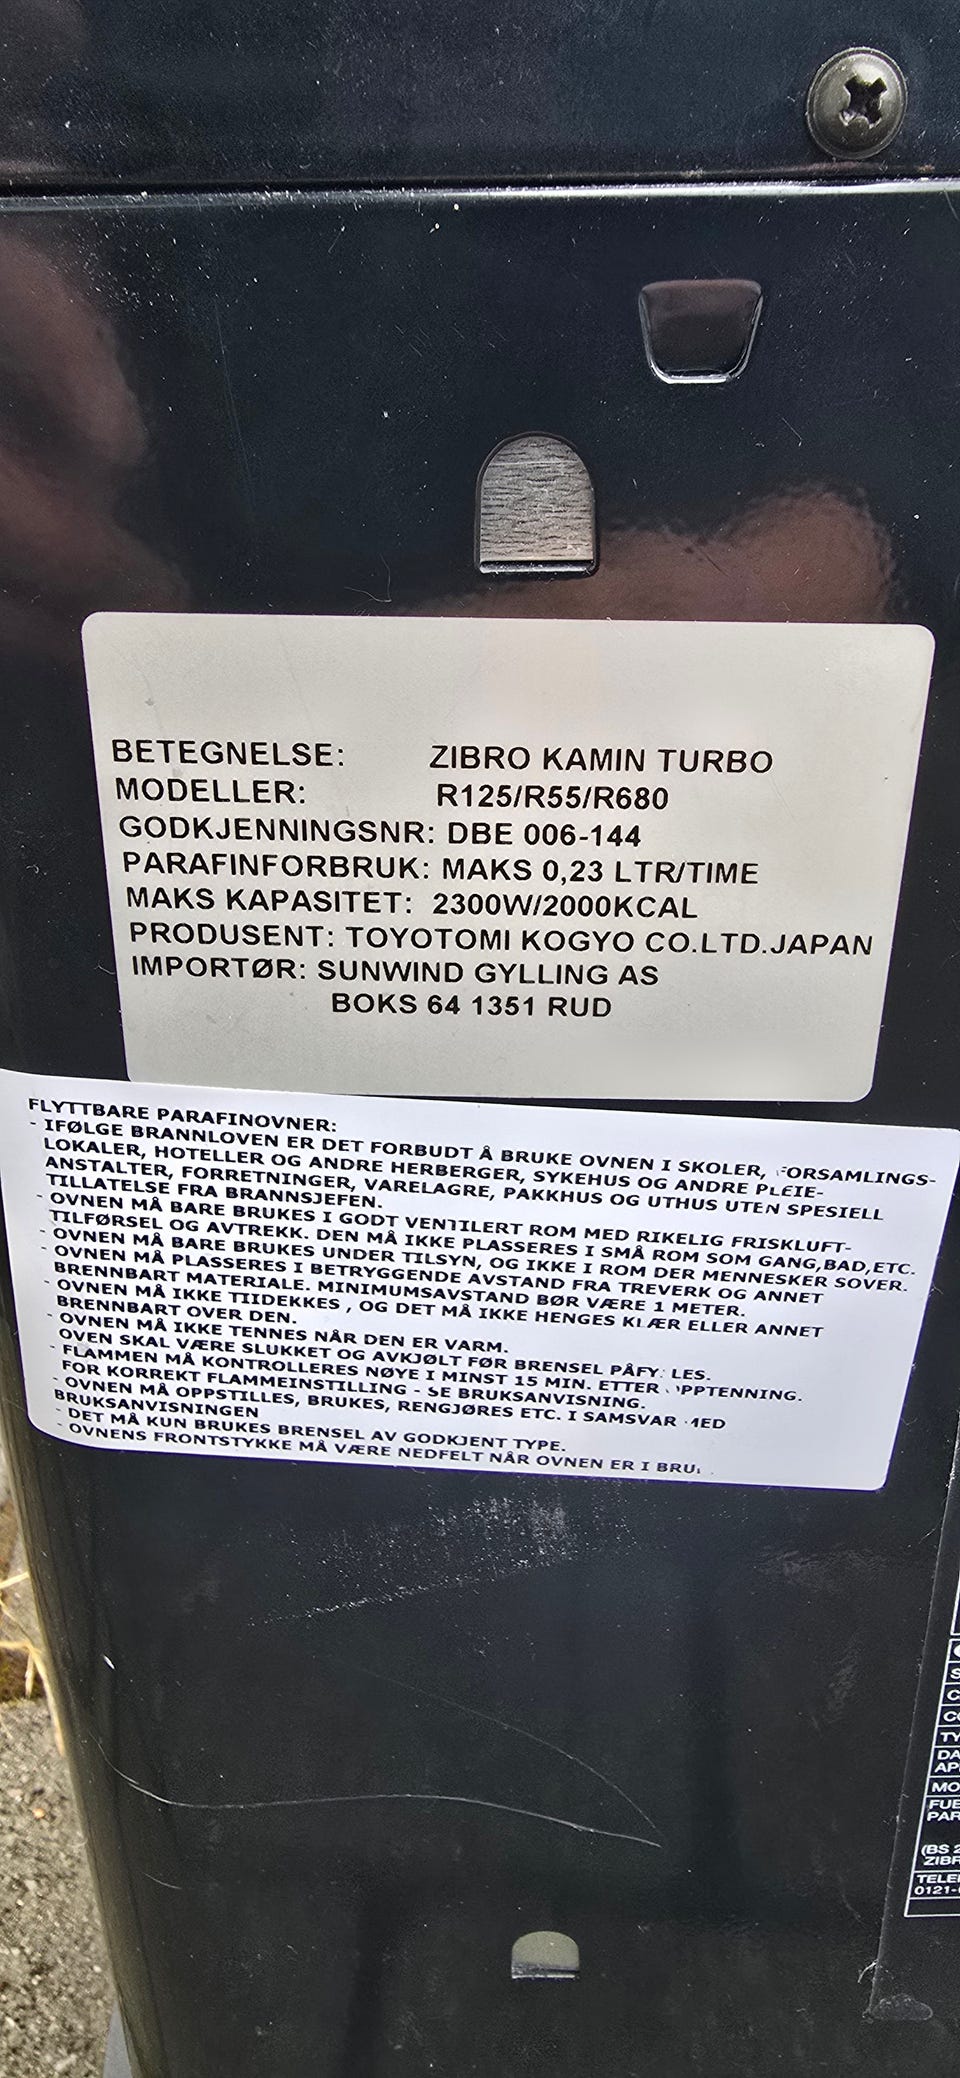 BETEGNELSE: ZIBRO KAMIN TURBO
MODELLER: R125/R55/R680
GODKJENNINGSNR: DBE 006-144
PARAFINFORBRUK: MAKS 0,23 LTR/TIME
MAKS KAPASITET: 2300W/2000KCAL
PRODUSENT: TOYOTOMI KOGYO CO.LTD.JAPAN
IMPORTØR: SUNWIND GYLLING AS
BOKS 64 1351 RUD
FLYTTBARE PARAFINOVNER:
- IFØLGE BRANNLOVEN ER DET FORBUDT Å BRUKE OVNEN I SKOLER, FORSAMLINGS-
LOKALER, HOTELLER OG ANDRE HERBERGER, SYKEHUS OG ANDRE PLEIE-
ANSTALTER, FORRETNINGER, VARELAGRE, PAKKHUS OG UTHUS UTEN SPESIELL
TILLATELSE FRA BRANNSJEFEN.
- OVNEN MÅ BARE BRUKES I GODT VENTILERT ROM MED RIKELIG FRISKLUFT-
TILFØRSEL OG AVTREKK. DEN MÅ IKKE PLASSERES I SMÅ ROM SOM GANG,BAD,ETC.
- OVNEN MÅ BARE BRUKES UNDER TILSYN, OG IKKE I ROM DER MENNESKER SOVER.
- OVNEN MÅ PLASSERES I BETRYGGENDE AVSTAND FRA TREVERK OG ANNET
BRENNBART MATERIALE. MINIMUMSAVSTAND BØR VÆRE 1 METER.
- OVNEN MÅ IKKE TIIDEKKES , OG DET MÅ IKKE HENGES KLÆR ELLER ANNET
BRENNBART OVER DEN.
- OVNEN MÅ IKKE TENNES NÅR DEN ER VARM.
OVEN SKAL VÆRE SLUKKET OG AVKJØLT FØR BRENSEL PÅFYLLES.
- FLAMMEN MÅ KONTROLLERES NØYE I MINST 15 MIN. ETTER OPPTENNING.
FOR KORREKT FLAMMEINSTILLING - SE BRUKSANVISNING.
- OVNEN MÅ OPPSTILLES, BRUKES, RENGJØRES ETC. I SAMSVAR MED
BRUKSANVISNINGEN
- DET MÅ KUN BRUKES BRENSEL AV GODKJENT TYPE.
- OVNENS FRONTSTYKKE MÅ VÆRE NEDFELT NÅR OVNEN ER I BRUK
(BS 2
0121-